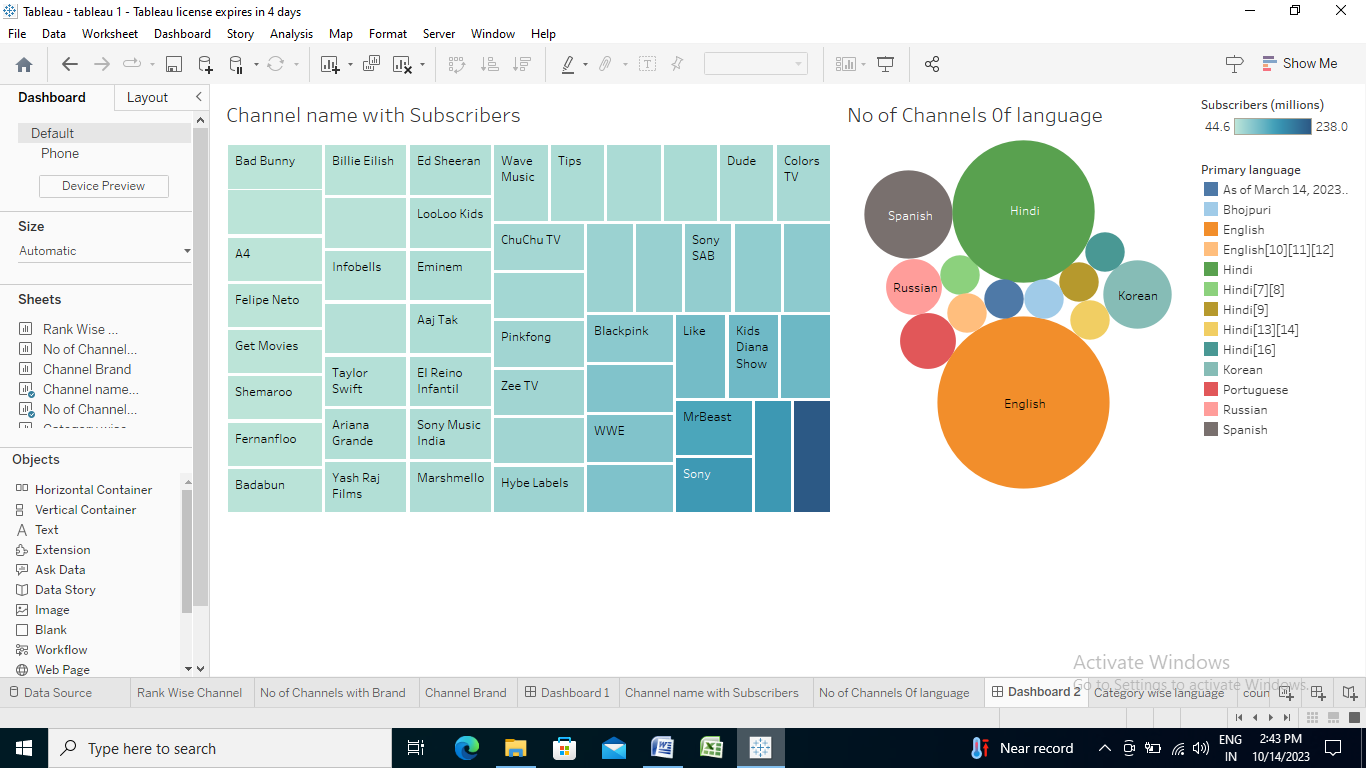 Tableau - tableau 1 - Tableau license expires in 4 days
File Data Worksheet Dashboard Story Analysis Map Format Server Window Help
Show Me
Dashboard Layout
Default
Phone
Device Preview
Size
Automatic
Sheets
Rank Wise ...
No of Channel...
Channel Brand
Channel name...
No of Channel...
Objects
Horizontal Container
Vertical Container
Text
Extension
Ask Data
Data Story
Image
Blank
Workflow
Web Page
Channel name with Subscribers
Bad Bunny
A4
Felipe Neto
Get Movies
Shemaroo
Fernanfloo
Badabun
Billie Eilish
Infobells
Taylor
Swift
Ariana
Grande
Yash Raj
Films
Ed Sheeran
LooLoo Kids
Eminem
Aaj Tak
El Reino
Infantil
Sony Music
India
Marshmello
Wave
Music
Tips
Dude
Colors
TV
ChuChu TV
Pinkfong
Zee TV
Hybe Labels
Sony
SAB
Blackpink
WWE
Like
Kids
Diana
Show
MrBeast
Sony
No of Channels 0f language
Spanish
Hindi
Russian
Korean
English
Subscribers (millions)
44.6 238.0
Primary language
As of March 14, 2023..
Bhojpuri
English
English[10][11][12]
Hindi
Hindi[7][8]
Hindi[9]
Hindi[13][14]
Hindi[16]
Korean
Portuguese
Russian
Spanish
Activate Windows
Go to Settings to activate Windows.
Data Source Rank Wise Channel No of Channels with Brand Channel Brand Dashboard 1 Channel name with Subscribers No of Channels 0f language Dashboard 2 Category wise language coun
Type here to search
Near record
ENG
IN
2:43 PM
10/14/2023